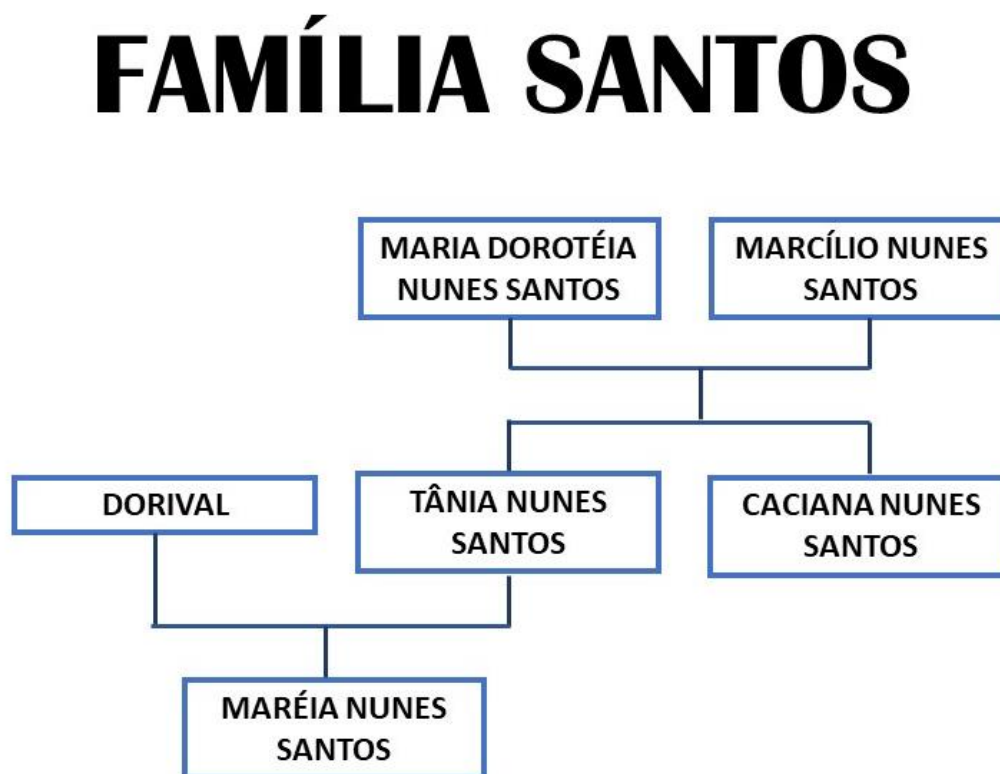 FAMÍLIA SANTOS
MARIA DOROTÉIA
NUNES SANTOS
MARCÍLIO NUNES
SANTOS
DORIVAL
TÂNIA NUNES
SANTOS
CACIANA NUNES
SANTOS
MARÉIA NUNES
SANTOS